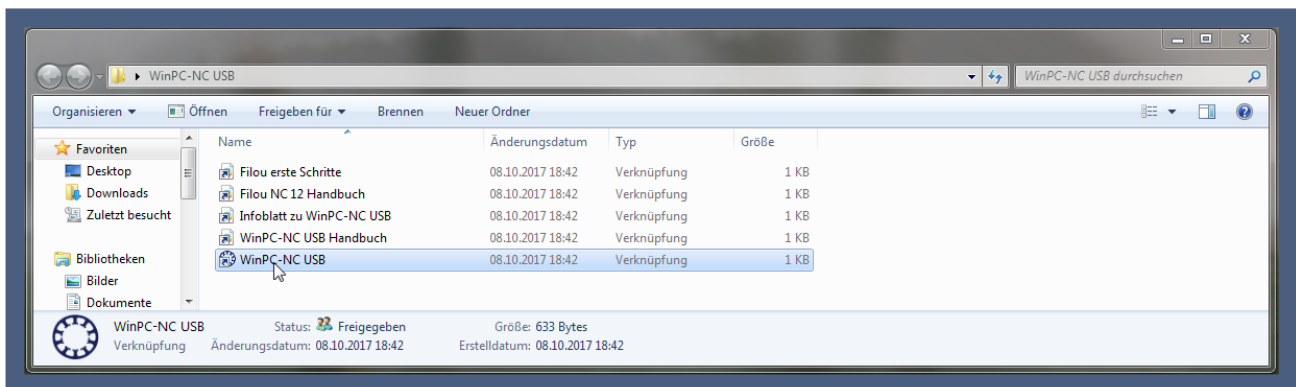 WinPC-NC USB
WinPC-NC USB durchsuchen
Organisieren Öffnen Freigeben für Brennen Neuer Ordner
Favoriten
Desktop
Downloads
Zuletzt besucht
Bibliotheken
Bilder
Dokumente
Name Änderungsdatum Typ Größe
Filou erste Schritte 08.10.2017 18:42 Verknüpfung 1 KB
Filou NC 12 Handbuch 08.10.2017 18:42 Verknüpfung 1 KB
Infoblatt zu WinPC-NC USB 08.10.2017 18:42 Verknüpfung 1 KB
WinPC-NC USB Handbuch 08.10.2017 18:42 Verknüpfung 1 KB
WinPC-NC USB 08.10.2017 18:42 Verknüpfung 1 KB
WinPC-NC USB Status: Freigegeben Größe: 633 Bytes
Verknüpfung Änderungsdatum: 08.10.2017 18:42 Erstelldatum: 08.10.2017 18:42